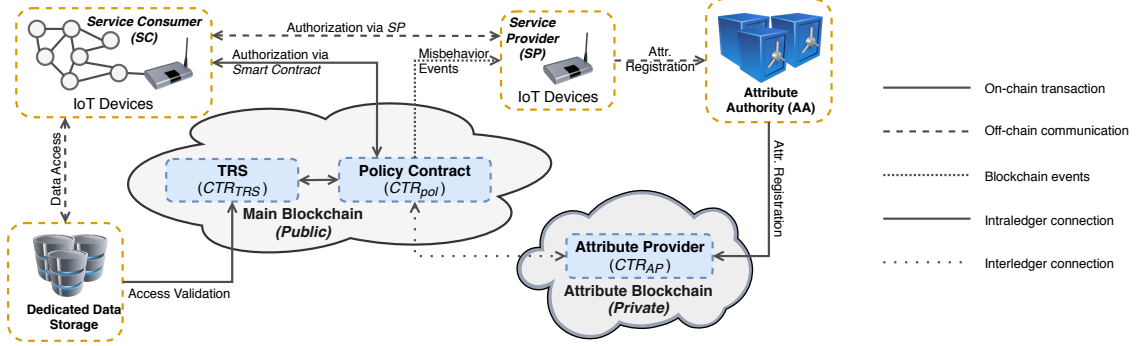 Service Consumer
(SC)
IoT Devices
Authorization via SP
Authorization via
Smart Contract
Misbehavior
Events
Service
Provider
(SP)
IoT Devices
Attr.
Registration
Attribute
Authority (AA)
Data Access
TRS
(CTRTRS)
Policy Contract
(CTRpol)
Main Blockchain
(Public)
Attr. Registration
Attribute Provider
(CTRAP)
Attribute Blockchain
(Private)
Dedicated Data
Storage
Access Validation
On-chain transaction
Off-chain communication
Blockchain events
Intraledger connection
Interledger connection